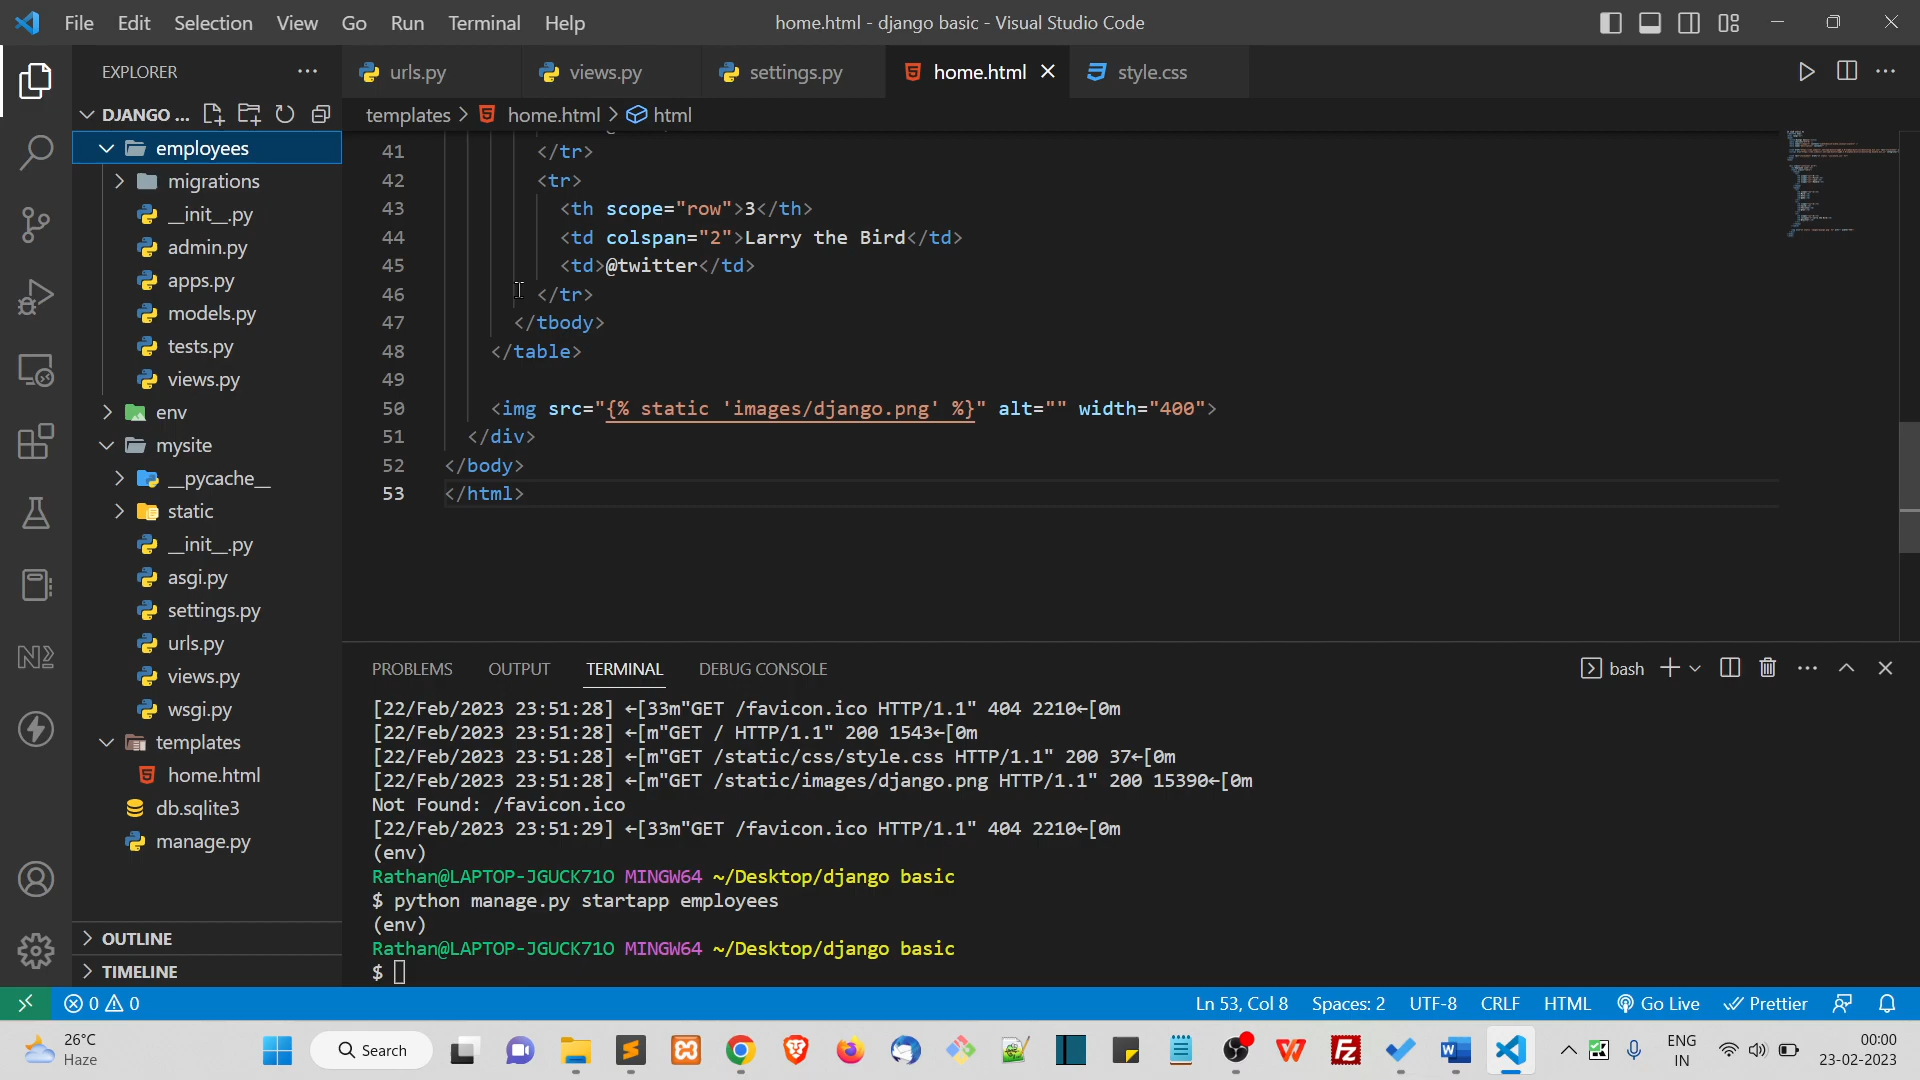 File Edit Selection View Go Run Terminal Help
home.html - django basic - Visual Studio Code
EXPLORER
urls.py views.py settings.py home.html style.css
DJANGO ...
templates > home.html > html
employees
migrations
__init__.py
admin.py
apps.py
models.py
tests.py
views.py
env
mysite
__pycache__
static
__init__.py
asgi.py
settings.py
urls.py
views.py
wsgi.py
templates
home.html
db.sqlite3
manage.py
OUTLINE
TIMELINE
41 </tr>
42 <tr>
43 <th scope="row">3</th>
44 <td colspan="2">Larry the Bird</td>
45 <td>@twitter</td>
46 </tr>
47 </tbody>
48 </table>
49
50 <img src="{% static 'images/django.png' %}" alt="" width="400">
51 </div>
52 </body>
53 </html>
PROBLEMS OUTPUT TERMINAL DEBUG CONSOLE
bash
[22/Feb/2023 23:51:28] ←[33m"GET /favicon.ico HTTP/1.1" 404 2210←[0m
[22/Feb/2023 23:51:28] ←[m"GET / HTTP/1.1" 200 1543←[0m
[22/Feb/2023 23:51:28] ←[m"GET /static/css/style.css HTTP/1.1" 200 37←[0m
[22/Feb/2023 23:51:28] ←[m"GET /static/images/django.png HTTP/1.1" 200 15390←[0m
Not Found: /favicon.ico
[22/Feb/2023 23:51:29] ←[33m"GET /favicon.ico HTTP/1.1" 404 2210←[0m
(env)
Rathan@LAPTOP-JGUCK71O MINGW64 ~/Desktop/django basic
$ python manage.py startapp employees
(env)
Rathan@LAPTOP-JGUCK71O MINGW64 ~/Desktop/django basic
$
0 0 Ln 53, Col 8 Spaces: 2 UTF-8 CRLF HTML Go Live Prettier
26°C
Haze
Search
ENG
IN
00:00
23-02-2023